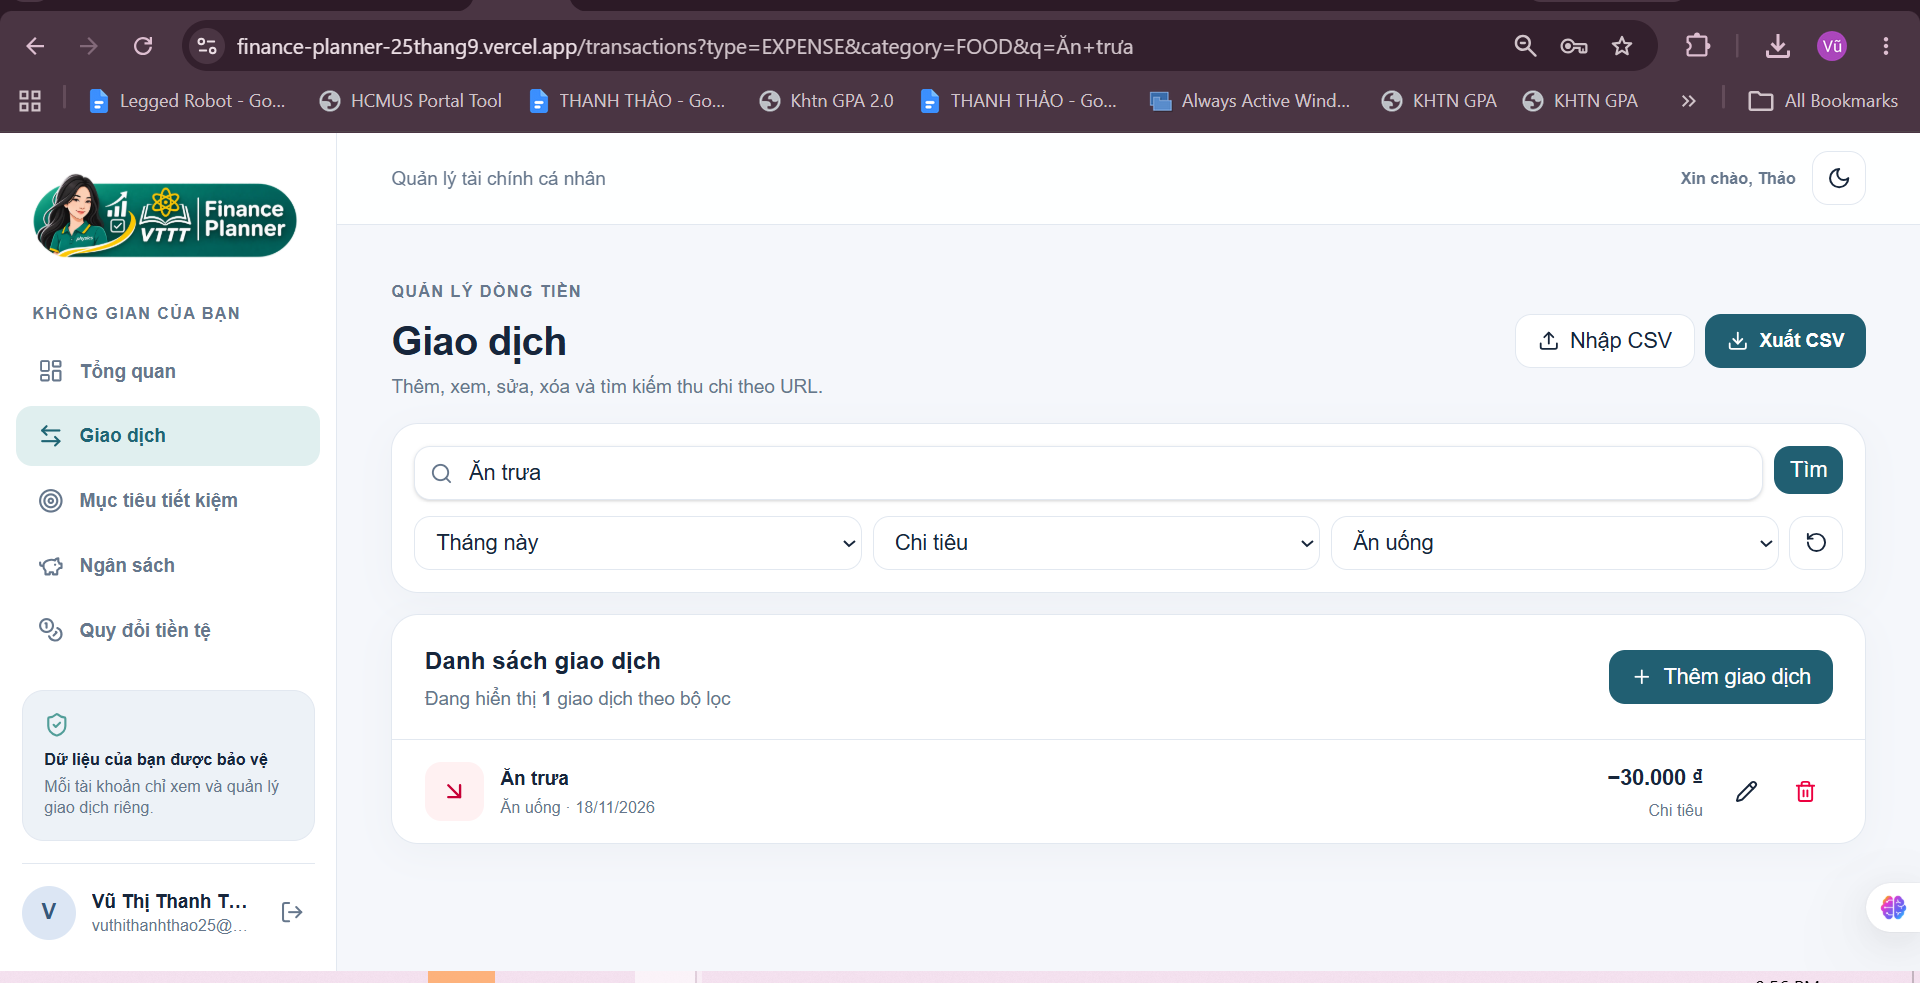 finance-planner-25thang9.vercel.app/transactions?type=EXPENSE&category=FOOD&q=Ăn+trưa
Vũ
Legged Robot - Go...
HCMUS Portal Tool
THANH THẢO - Go...
Khtn GPA 2.0
THANH THẢO - Go...
Always Active Wind...
KHTN GPA
KHTN GPA
All Bookmarks
physics
VTTT
Finance
Planner
Quản lý tài chính cá nhân
Xin chào, Thảo
KHÔNG GIAN CỦA BẠN
Tổng quan
Giao dịch
Mục tiêu tiết kiệm
Ngân sách
Quy đổi tiền tệ
Dữ liệu của bạn được bảo vệ
Mỗi tài khoản chỉ xem và quản lý
giao dịch riêng.
V
Vũ Thị Thanh T...
vuthithanhthao25@...
QUẢN LÝ DÒNG TIỀN
Giao dịch
Thêm, xem, sửa, xóa và tìm kiếm thu chi theo URL.
Nhập CSV
Xuất CSV
Ăn trưa
Tìm
Tháng này
Chi tiêu
Ăn uống
Danh sách giao dịch
Đang hiển thị 1 giao dịch theo bộ lọc
Thêm giao dịch
Ăn trưa
Ăn uống · 18/11/2026
−30.000 ₫
Chi tiêu